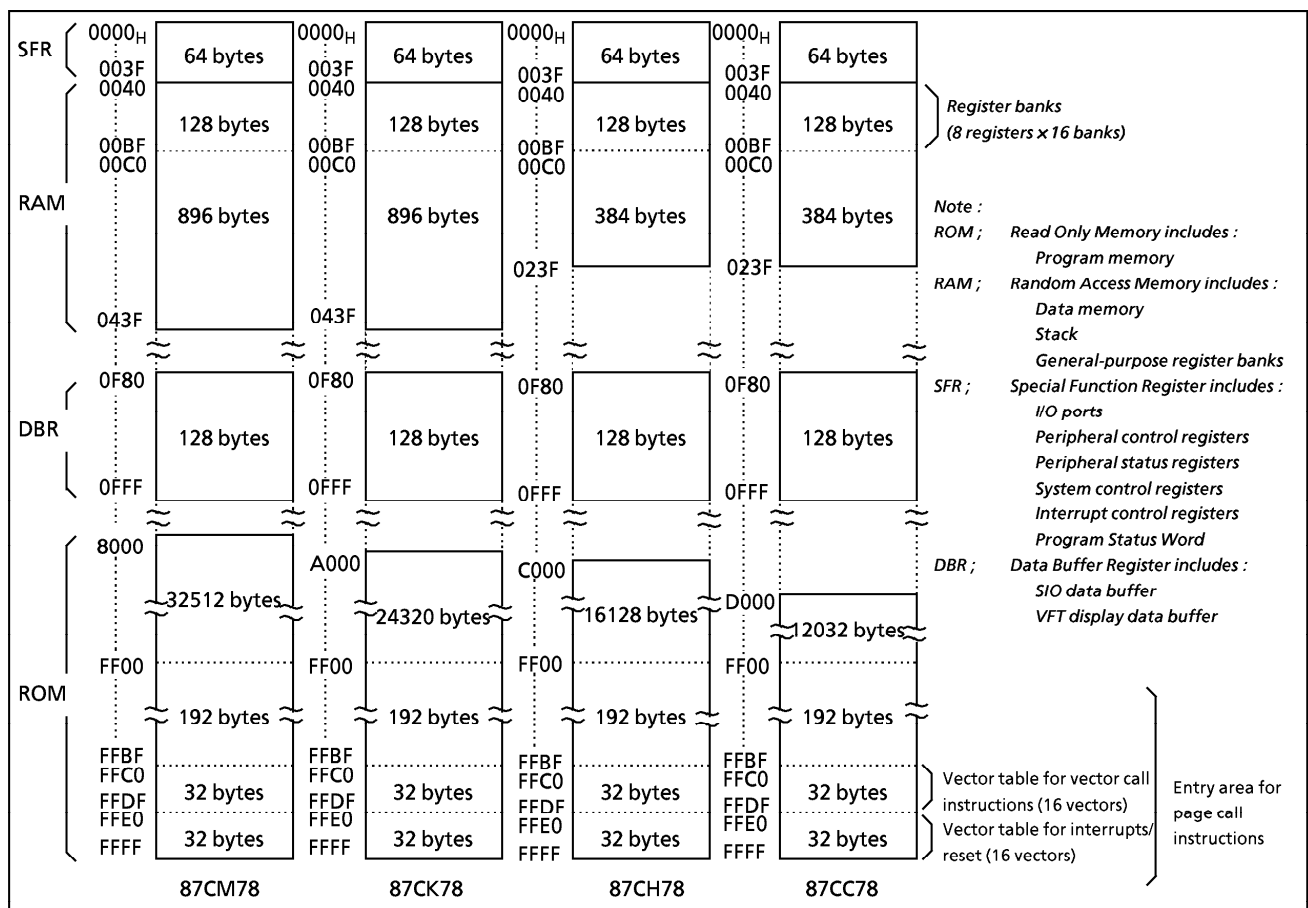 SFR
RAM
DBR
ROM
0000H
003F
0040
00BF
00C0
043F
0F80
0FFF
8000
FF00
FFBF
FFC0
FFDF
FFE0
FFFF
64 bytes
128 bytes
896 bytes
128 bytes
32512 bytes
192 bytes
32 bytes
32 bytes
87CM78
0000H
003F
0040
00BF
00C0
043F
0F80
0FFF
A000
FF00
FFBF
FFC0
FFDF
FFE0
FFFF
64 bytes
128 bytes
896 bytes
128 bytes
24320 bytes
192 bytes
32 bytes
32 bytes
87CK78
0000H
003F
0040
00BF
00C0
023F
0F80
0FFF
C000
FF00
FFBF
FFC0
FFDF
FFE0
FFFF
64 bytes
128 bytes
384 bytes
128 bytes
16128 bytes
192 bytes
32 bytes
32 bytes
87CH78
0000H
003F
0040
00BF
00C0
023F
0F80
0FFF
D000
FF00
FFBF
FFC0
FFDF
FFE0
FFFF
64 bytes
128 bytes
384 bytes
128 bytes
12032 bytes
192 bytes
32 bytes
32 bytes
87CC78
Register banks
(8 registers × 16 banks)
Note :
ROM ; Read Only Memory includes :
Program memory
RAM ; Random Access Memory includes :
Data memory
Stack
General-purpose register banks
SFR ; Special Function Register includes :
I/O ports
Peripheral control registers
Peripheral status registers
System control registers
Interrupt control registers
Program Status Word
DBR ; Data Buffer Register includes :
SIO data buffer
VFT display data buffer
Vector table for vector call
instructions (16 vectors)
Vector table for interrupts/
reset (16 vectors)
Entry area for
page call
instructions